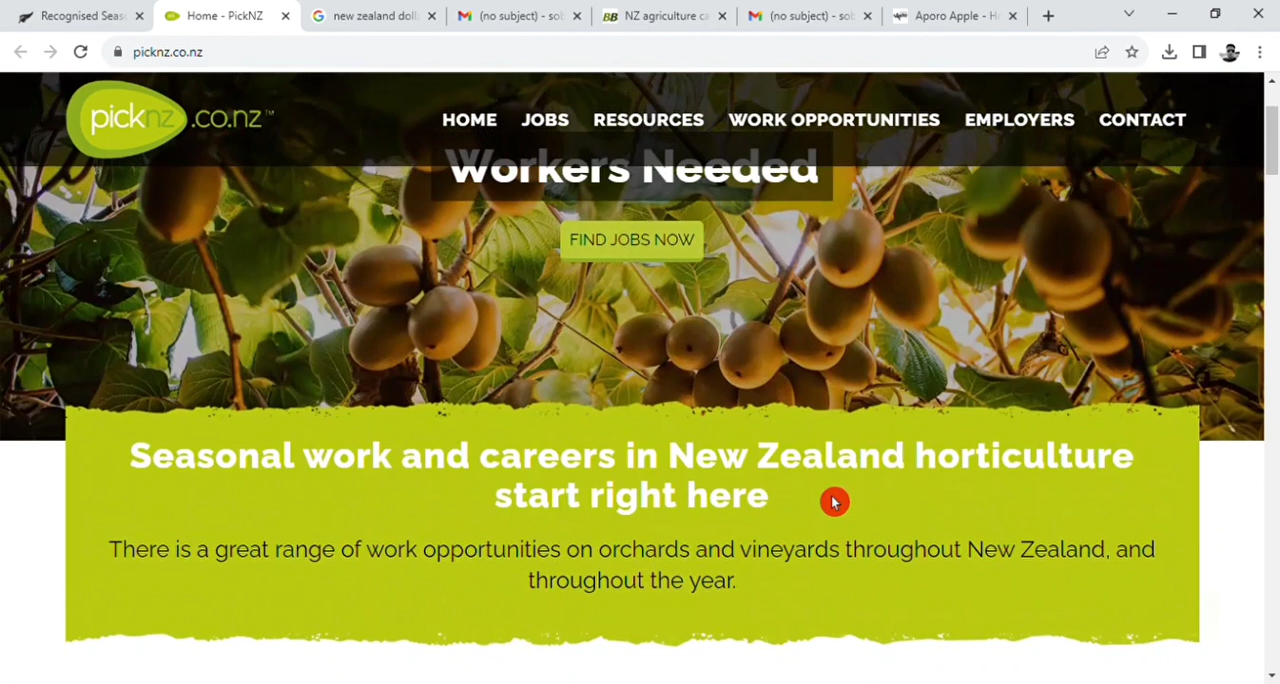 Recognised Seas
Home - PickNZ
new zealand doll
(no subject) - sob
NZ agriculture ca
(no subject) - sob
Aporo Apple - H
picknz.co.nz
picknz.co.nz™
HOME
JOBS
RESOURCES
WORK OPPORTUNITIES
EMPLOYERS
CONTACT
Workers Needed
FIND JOBS NOW
Seasonal work and careers in New Zealand horticulture
start right here
There is a great range of work opportunities on orchards and vineyards throughout New Zealand, and
throughout the year.